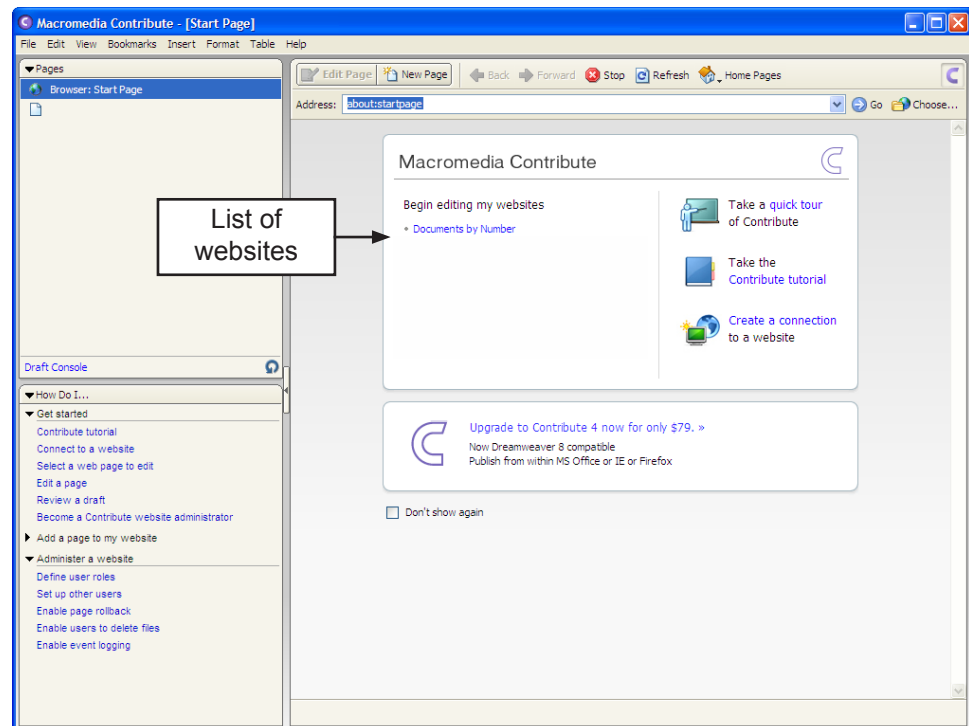 Macromedia Contribute - [Start Page]
File Edit View Bookmarks Insert Format Table Help
Pages
Browser: Start Page
Draft Console
How Do I...
Get started
Contribute tutorial
Connect to a website
Select a web page to edit
Edit a page
Review a draft
Become a Contribute website administrator
Add a page to my website
Administer a website
Define user roles
Set up other users
Enable page rollback
Enable users to delete files
Enable event logging
Edit Page New Page Back Forward Stop Refresh Home Pages
Address: about:startpage Go Choose...
Macromedia Contribute
Begin editing my websites
Documents by Number
List of
websites
Take a quick tour
of Contribute
Take the
Contribute tutorial
Create a connection
to a website
Upgrade to Contribute 4 now for only $79. »
Now Dreamweaver 8 compatible
Publish from within MS Office or IE or Firefox
Don't show again